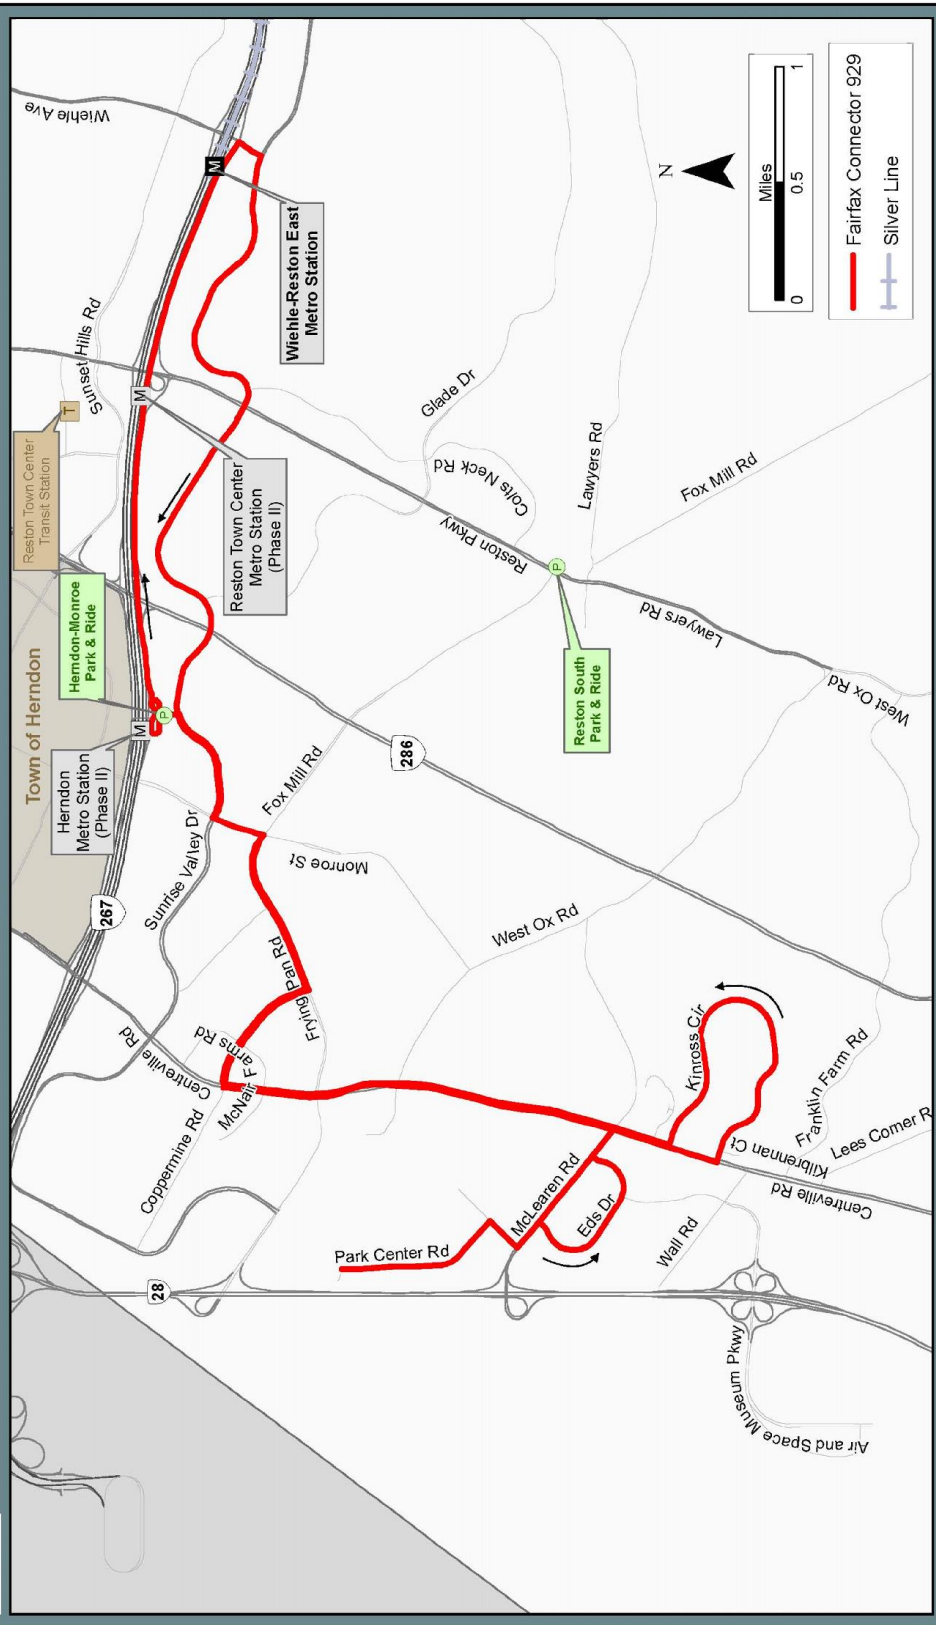 Wiehle Ave
Sunset Hills Rd
T
Reston Town Center
Transit Station
Town of Herndon
Herndon-Monroe
Park & Ride
M
Wiehle-Reston East
Metro Station
M
Reston Town Center
Metro Station
(Phase II)
P
M
Herndon
Metro Station
(Phase II)
N
Miles
0
0.5
1
Fairfax Connector 929
Silver Line
Glade Dr
Colts Neck Rd
Lawyers Rd
Fox Mill Rd
Reston Pkwy
P
Reston South
Park & Ride
Lawyers Rd
West Ox Rd
286
Fox Mill Rd
Monroe St
Sunrise Valley Dr
267
West Ox Rd
Frying Pan Rd
Centreville Rd
McNair Farms Rd
Coppermine Rd
Kinross Cir
Franklin Farm Rd
Lees Corner R
Kilbrennan Ct
Centreville Rd
McLearen Rd
Eds Dr
Wall Rd
Park Center Rd
28
Air and Space Museum Pkwy